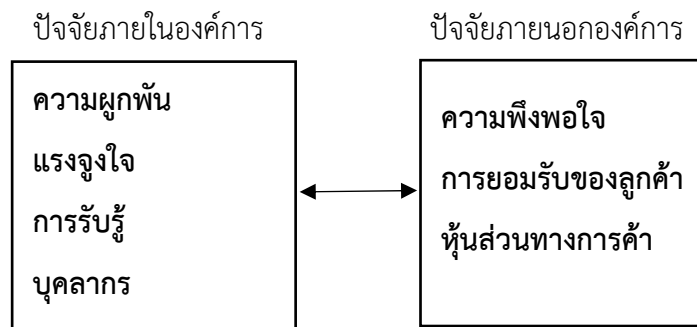 ปัจจัยภายในองค์การ
ความผูกพัน
แรงจูงใจ
การรับรู้
บุคลากร
ปัจจัยภายนอกองค์การ
ความพึงพอใจ
การยอมรับของลูกค้า
หุ้นส่วนทางการค้า